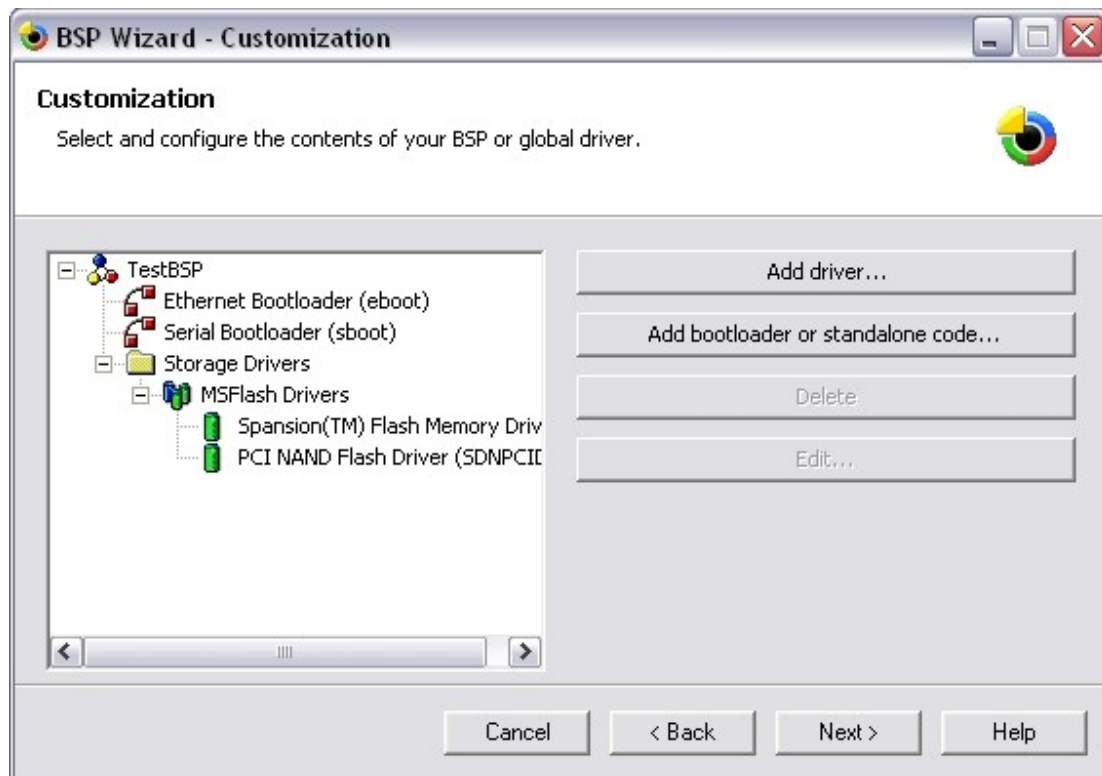 BSP Wizard - Customization
Customization
Select and configure the contents of your BSP or global driver.
TestBSP
Ethernet Bootloader (eboot)
Serial Bootloader (sboot)
Storage Drivers
MSFlash Drivers
Spansion(TM) Flash Memory Driv
PCI NAND Flash Driver (SDNPCID
Add driver...
Add bootloader or standalone code...
Delete
Edit...
Cancel
< Back
Next >
Help